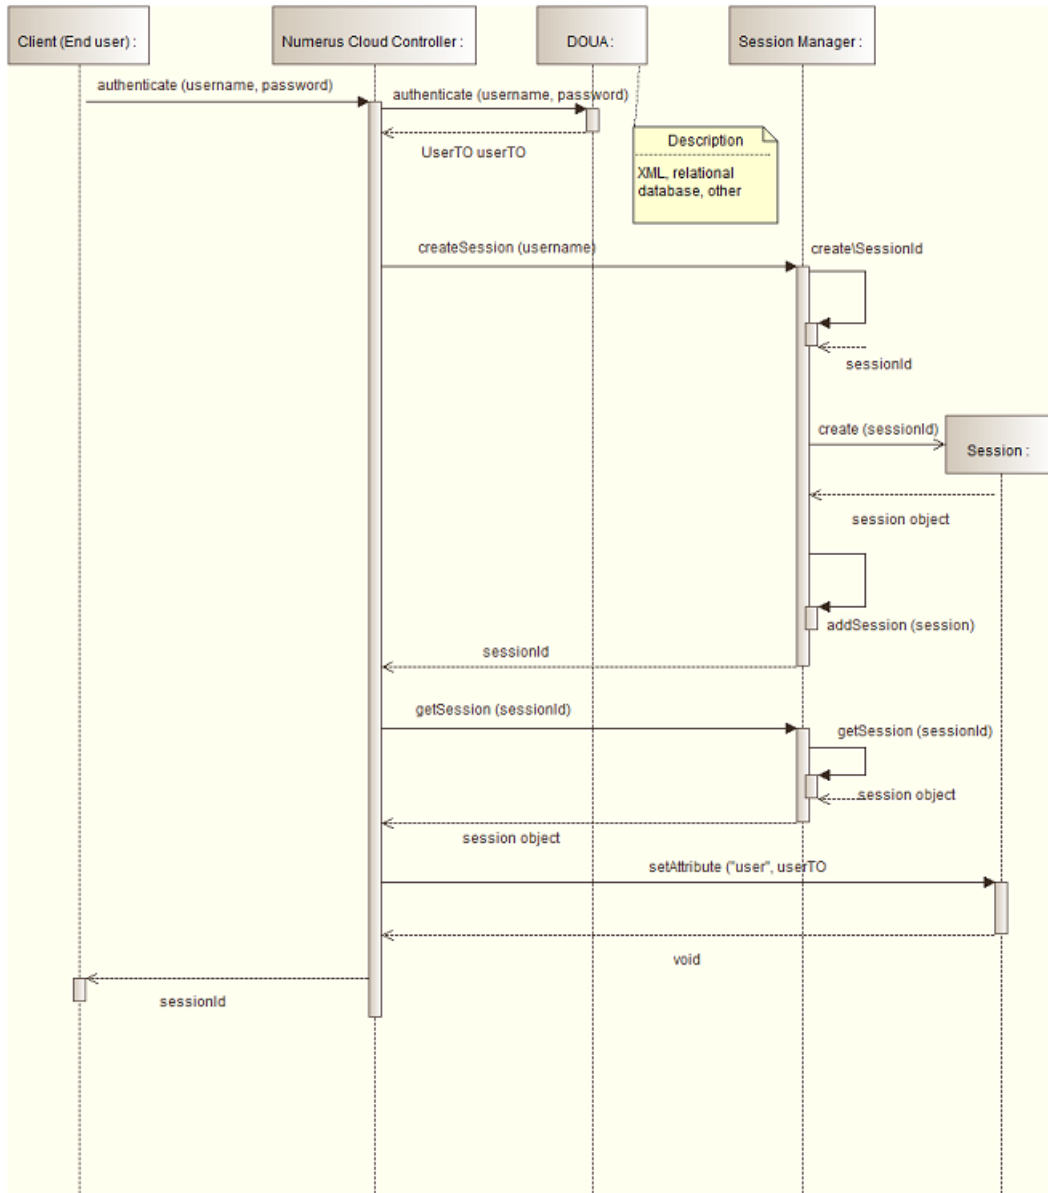 Client (End user) :
Numerus Cloud Controller :
DOUA :
Session Manager :
authenticate (username, password)
authenticate (username, password)
UserTO userTO
Description
XML, relational
database, other
createSession (username)
create\SessionId
sessionId
create (sessionId)
Session :
session object
addSession (session)
sessionId
getSession (sessionId)
getSession (sessionId)
session object
session object
setAttribute ("user", userTO
void
sessionId